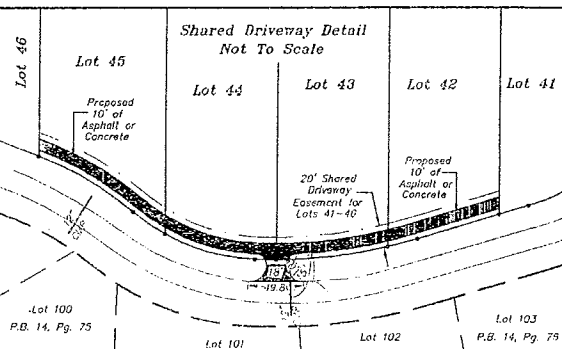 Shared Driveway Detail
Not To Scale
Lot 46
Lot 45
Lot 44
Lot 43
Lot 42
Lot 41
Proposed
10' of
Asphalt or
Concrete
20' Shared
Driveway
Easement for
Lots 41-46
Proposed
10' of
Asphalt or
Concrete
18'
Lot 100
P.B. 14, Pg. 75
Lot 101
Lot 102
Lot 103
P.B. 14, Pg. 76